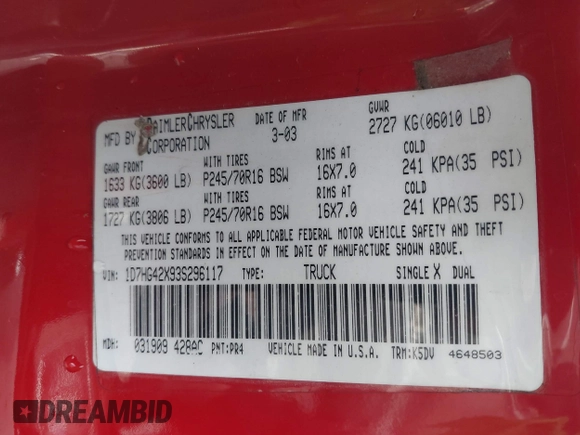 MFD BY DAIMLERCHRYSLER CORPORATION
DATE OF MFR 3-03
GVWR 2727 KG(06010 LB)
GAWR FRONT WITH TIRES RIMS AT COLD
1633 KG(3600 LB) P245/70R16 BSW 16X7.0 241 KPA(35 PSI)
GAWR REAR WITH TIRES RIMS AT COLD
1727 KG(3806 LB) P245/70R16 BSW 16X7.0 241 KPA(35 PSI)
THIS VEHICLE CONFORMS TO ALL APPLICABLE FEDERAL MOTOR VEHICLE SAFETY AND THEFT
PREVENTION STANDARDS IN EFFECT ON THE DATE OF MANUFACTURE SHOWN ABOVE.
VIN: 1D7HG42X93S296117 TYPE: TRUCK SINGLE X DUAL
MDH: 031909 428AC PNT:PR4 VEHICLE MADE IN U.S.A. TRM:K5DV 4648503
DREAMBID